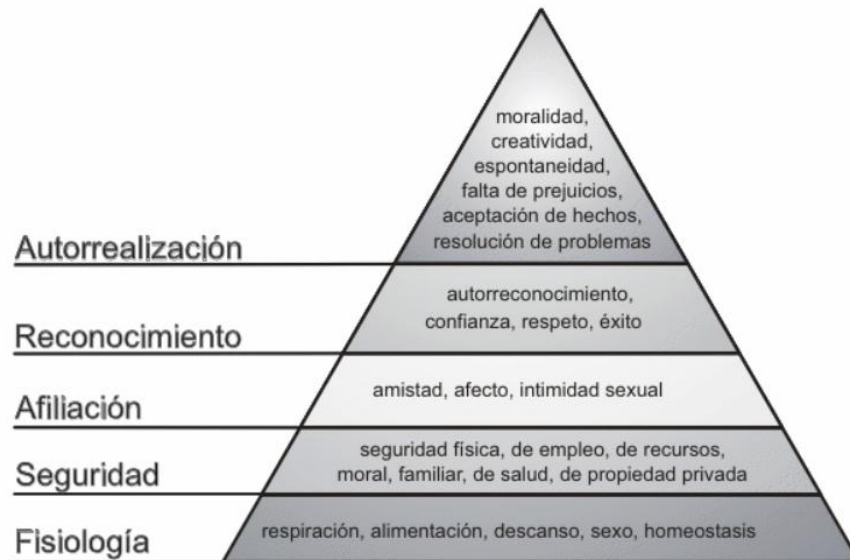 moralidad,
creatividad,
espontaneidad,
falta de prejuicios,
aceptación de hechos,
resolución de problemas
Autorrealización
autorreconocimiento,
confianza, respeto, éxito
Reconocimiento
amistad, afecto, intimidad sexual
Afiliación
seguridad física, de empleo, de recursos,
moral, familiar, de salud, de propiedad privada
Seguridad
respiración, alimentación, descanso, sexo, homeostasis
Fisiología